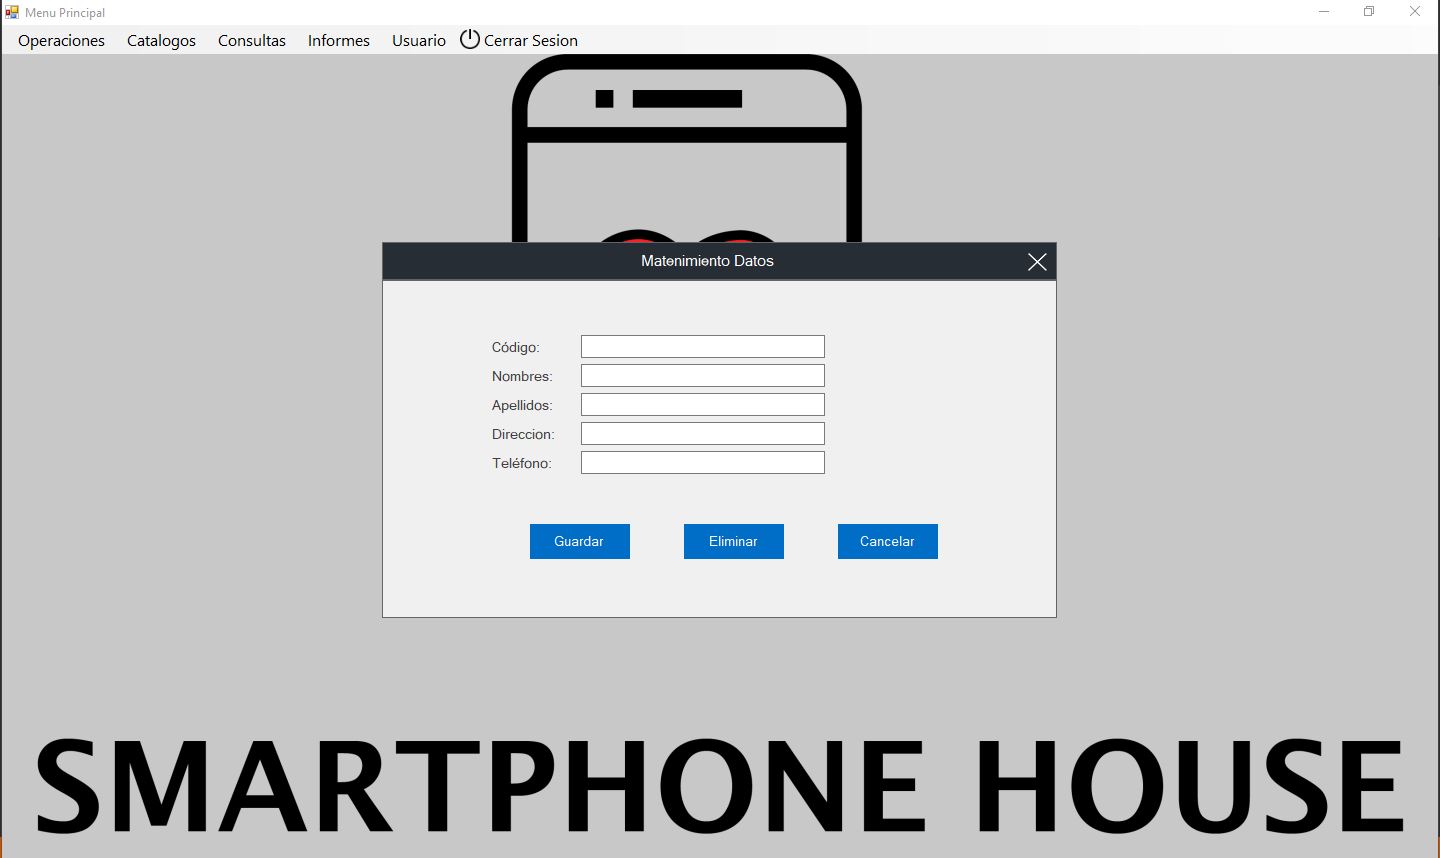 Menu Principal
Operaciones Catalogos Consultas Informes Usuario Cerrar Sesion
Matenimiento Datos
Código:
Nombres:
Apellidos:
Direccion:
Teléfono:
Guardar Eliminar Cancelar
SMARTPHONE HOUSE